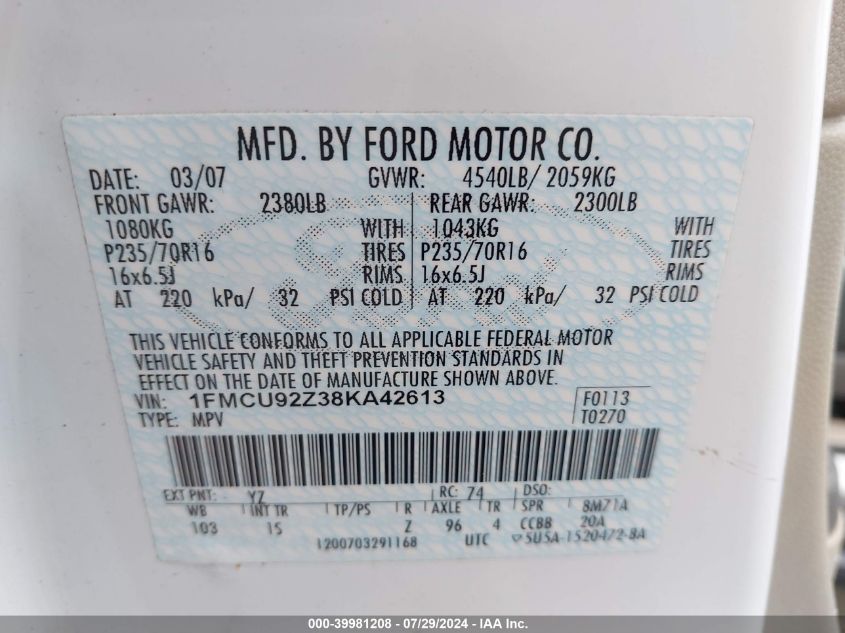 MFD. BY FORD MOTOR CO.
DATE: 03/07 GVWR: 4540LB/ 2059KG
FRONT GAWR: 2380LB REAR GAWR: 2300LB
1080KG WITH 1043KG WITH
P235/70R16 TIRES P235/70R16 TIRES
16x6.5J RIMS 16x6.5J RIMS
AT 220 kPa/ 32 PSI COLD AT 220 kPa/ 32 PSI COLD
THIS VEHICLE CONFORMS TO ALL APPLICABLE FEDERAL MOTOR
VEHICLE SAFETY AND THEFT PREVENTION STANDARDS IN
EFFECT ON THE DATE OF MANUFACTURE SHOWN ABOVE.
VIN: 1FMCU92Z38KA42613 F0113
TYPE: MPV T0270
EXT PNT: YZ RC: 74 DSO:
WB INT TR TP/PS R AXLE TR SPR 8M71A
103 15 Z 96 4 CCBB 20A
1200703291168 UTC 5U5A-1520472-BA
000-39981208 - 07/29/2024 - IAA Inc.